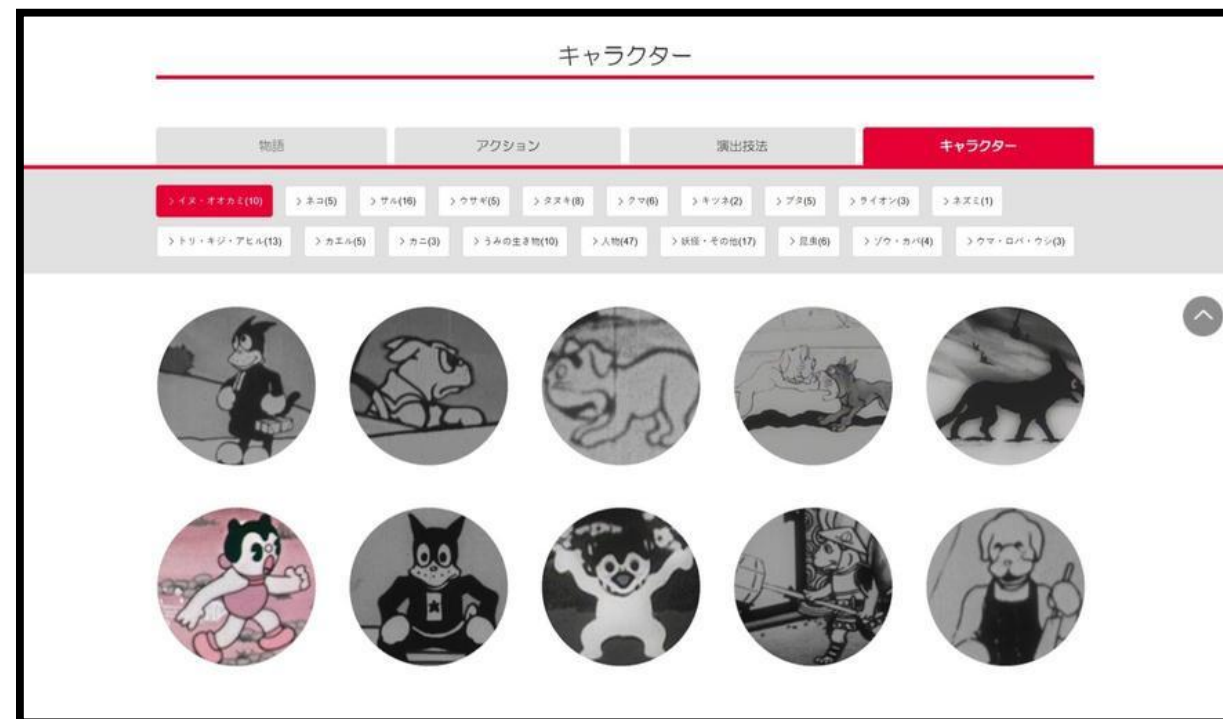 キャラクター
物語 アクション 演出技法 キャラクター
> イヌ・オオカミ(10) > ネコ(5) > サル(16) > ウサギ(5) > タヌキ(8) > クマ(6) > キツネ(2) > ブタ(5) > ライオン(3) > ネズミ(1)
> トリ・キジ・アヒル(13) > カエル(5) > カニ(3) > うみの生き物(10) > 人物(47) > 妖怪・その他(17) > 昆虫(6) > ゾウ・カバ(4) > ウマ・ロバ・ウシ(3)